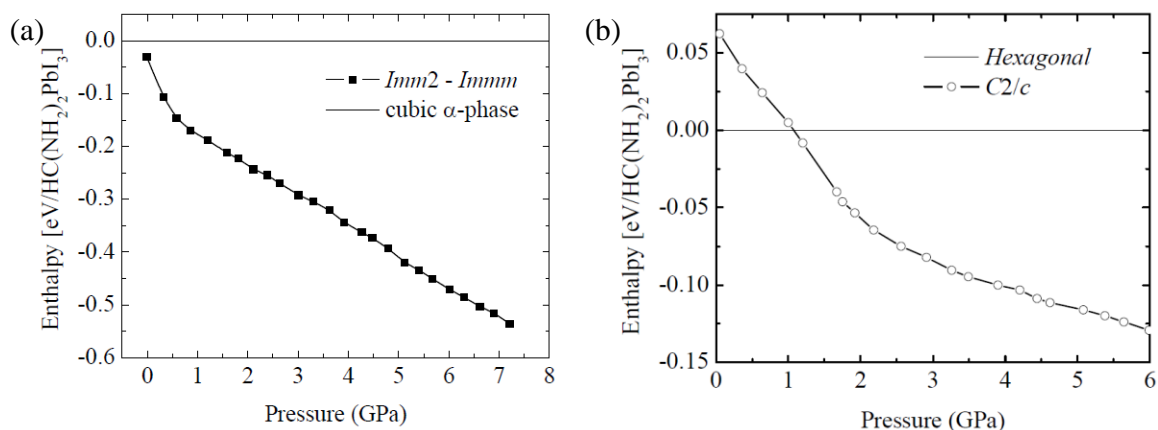 (a)
0.0
-0.1
-0.2
-0.3
-0.4
-0.5
-0.6
Enthalpy [eV/HC(NH₂)₂PbI₃]
Imm2 - Immm
cubic α-phase
0 1 2 3 4 5 6 7 8
Pressure (GPa)
(b)
0.05
0.00
-0.05
-0.10
-0.15
Enthalpy [eV/HC(NH₂)₂PbI₃]
Hexagonal
C2/c
0 1 2 3 4 5 6
Pressure (GPa)